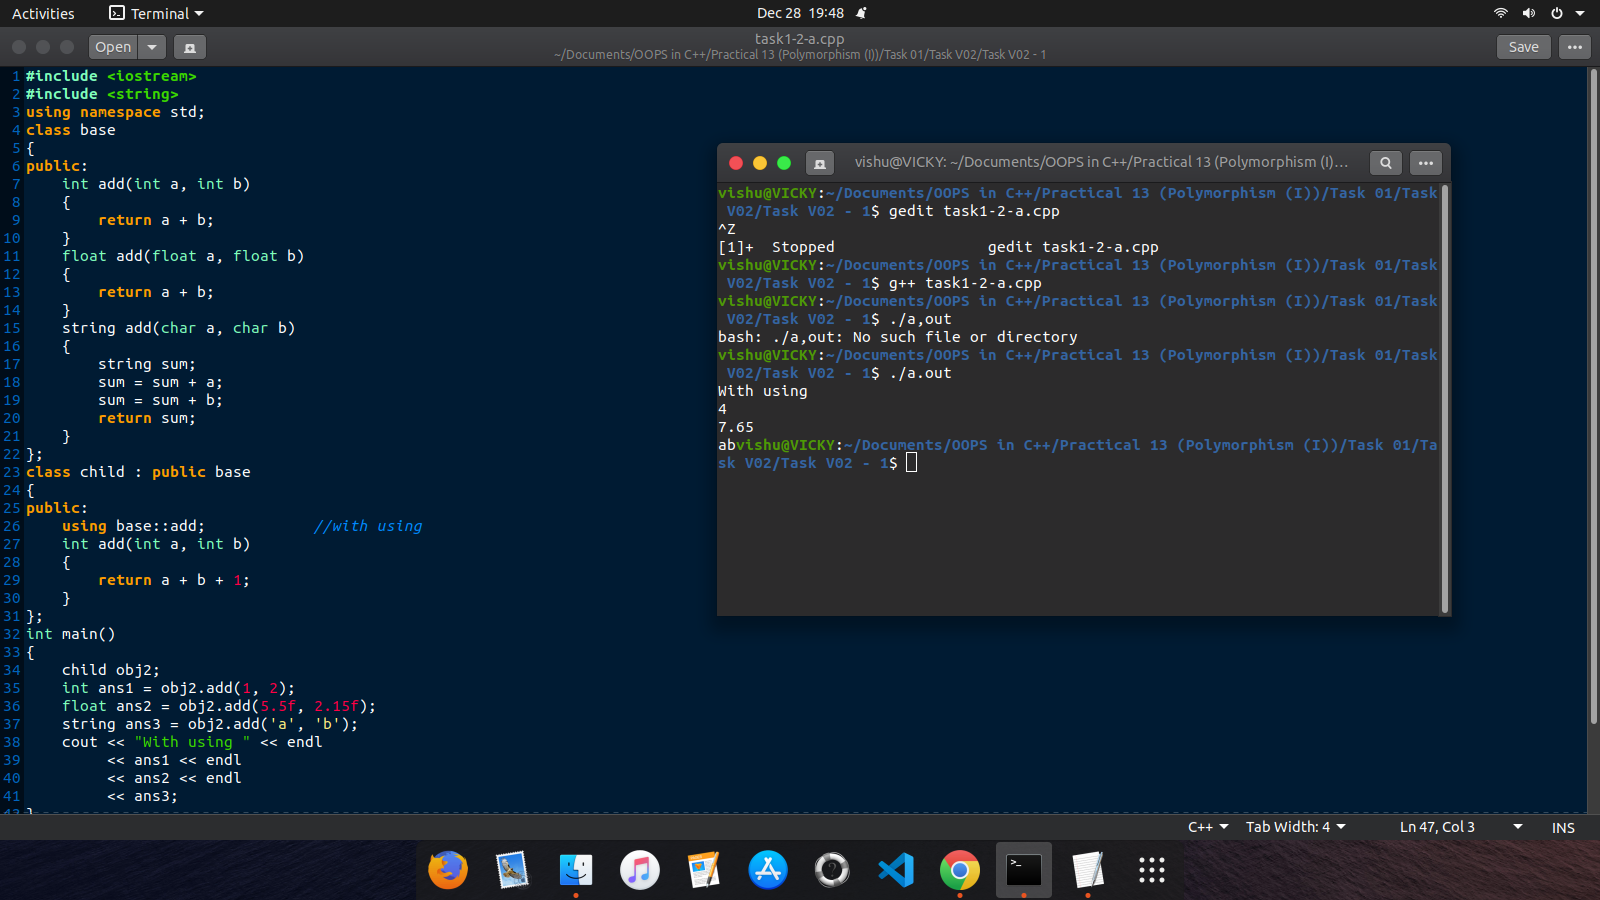 Activities
Terminal
Dec 28 19:48
Open
task1-2-a.cpp
~/Documents/OOPS in C++/Practical 13 (Polymorphism (I))/Task 01/Task V02/Task V02 - 1
Save
1 #include <iostream>
2 #include <string>
3 using namespace std;
4 class base
5 {
6 public:
7     int add(int a, int b)
8     {
9         return a + b;
10     }
11     float add(float a, float b)
12     {
13         return a + b;
14     }
15     string add(char a, char b)
16     {
17         string sum;
18         sum = sum + a;
19         sum = sum + b;
20         return sum;
21     }
22 };
23 class child : public base
24 {
25 public:
26     using base::add;            //with using
27     int add(int a, int b)
28     {
29         return a + b + 1;
30     }
31 };
32 int main()
33 {
34     child obj2;
35     int ans1 = obj2.add(1, 2);
36     float ans2 = obj2.add(5.5f, 2.15f);
37     string ans3 = obj2.add('a', 'b');
38     cout << "With using " << endl
39          << ans1 << endl
40          << ans2 << endl
41          << ans3;
42 }
vishu@VICKY: ~/Documents/OOPS in C++/Practical 13 (Polymorphism (I)...
vishu@VICKY:~/Documents/OOPS in C++/Practical 13 (Polymorphism (I))/Task 01/Task
 V02/Task V02 - 1$ gedit task1-2-a.cpp
^Z
[1]+  Stopped                 gedit task1-2-a.cpp
vishu@VICKY:~/Documents/OOPS in C++/Practical 13 (Polymorphism (I))/Task 01/Task
 V02/Task V02 - 1$ g++ task1-2-a.cpp
vishu@VICKY:~/Documents/OOPS in C++/Practical 13 (Polymorphism (I))/Task 01/Task
 V02/Task V02 - 1$ ./a,out
bash: ./a,out: No such file or directory
vishu@VICKY:~/Documents/OOPS in C++/Practical 13 (Polymorphism (I))/Task 01/Task
 V02/Task V02 - 1$ ./a.out
With using
4
7.65
abvishu@VICKY:~/Documents/OOPS in C++/Practical 13 (Polymorphism (I))/Task 01/Ta
sk V02/Task V02 - 1$
C++
Tab Width: 4
Ln 47, Col 3
INS